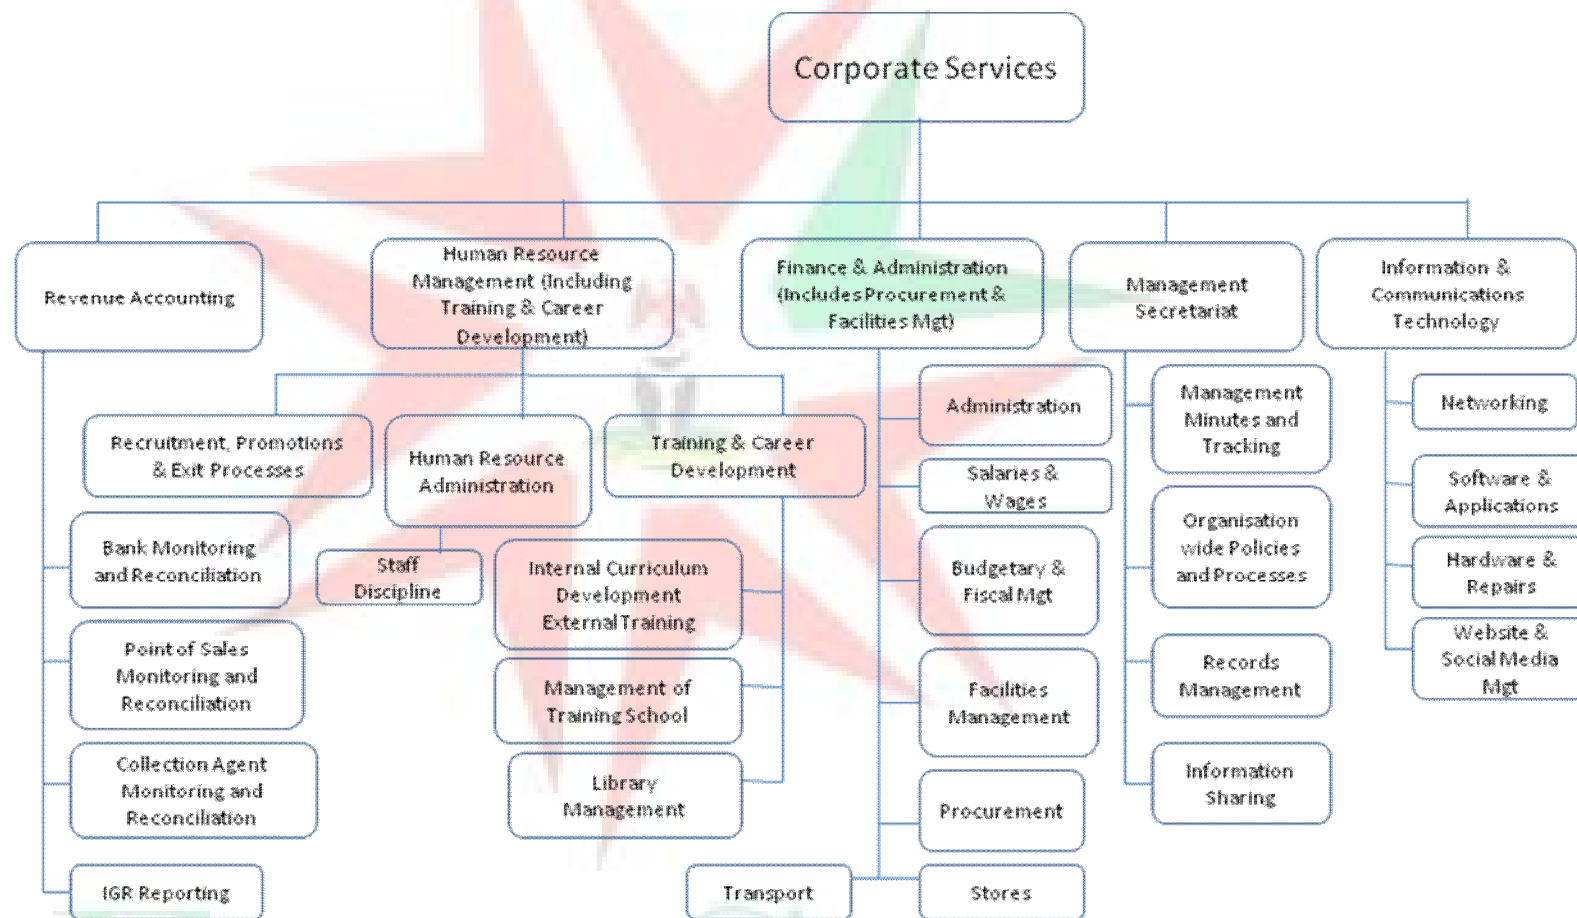 Corporate Services
Revenue Accounting
Human Resource
Management (Including
Training & Career
Development)
Finance & Administration
(Includes Procurement &
Facilities Mgt)
Management
Secretariat
Information &
Communications
Technology
Recruitment, Promotions
& Exit Processes
Human Resource
Administration
Training & Career
Development
Bank Monitoring
and Reconciliation
Point of Sales
Monitoring and
Reconciliation
Collection Agent
Monitoring and
Reconciliation
IGR Reporting
Staff
Discipline
Internal Curriculum
Development
External Training
Management of
Training School
Library
Management
Administration
Salaries &
Wages
Budgetary &
Fiscal Mgt
Facilities
Management
Procurement
Transport
Stores
Management
Minutes and
Tracking
Organisation
wide Policies
and Processes
Records
Management
Information
Sharing
Networking
Software &
Applications
Hardware &
Repairs
Website &
Social Media
Mgt